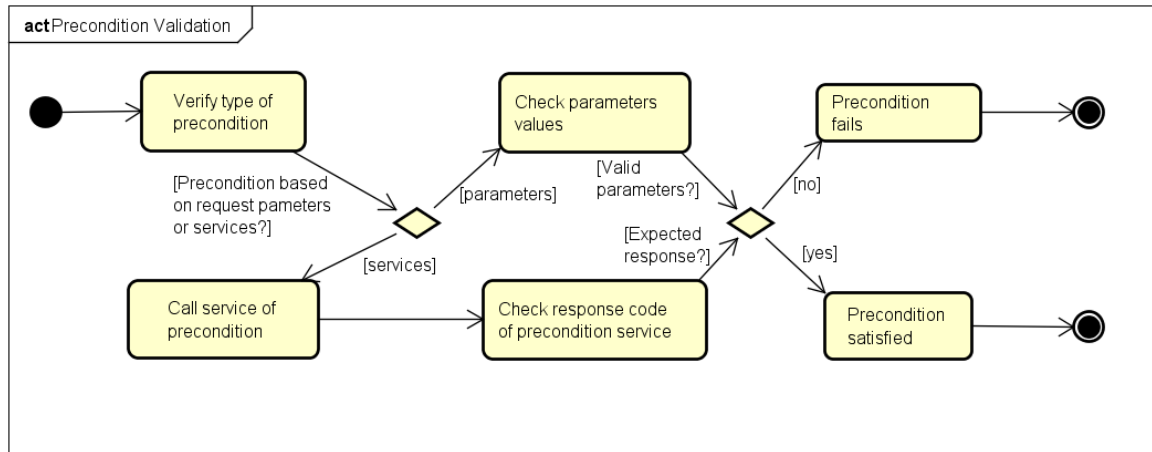 act Precondition Validation
Verify type of
precondition
[Precondition based
on request pameters
or services?]
[parameters]
[services]
Check parameters
values
[Valid
parameters?]
Call service of
precondition
Check response code
of precondition service
[Expected
response?]
[no]
[yes]
Precondition
fails
Precondition
satisfied